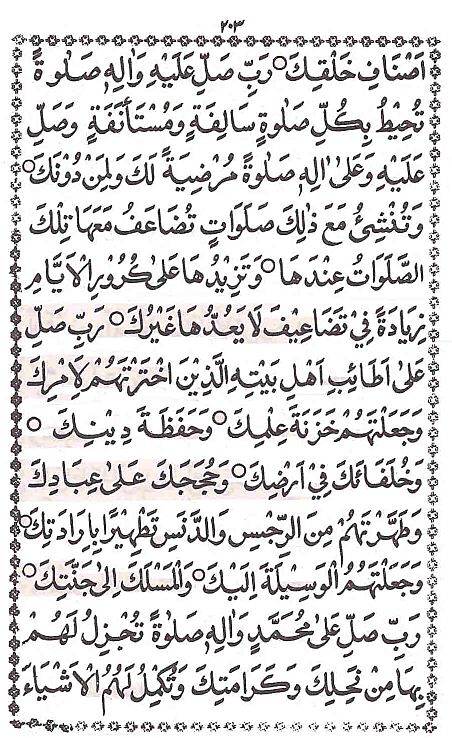 ٢٠٣
اَصْنَافِ خَلْقِكَ ○ رَبِّ صَلِّ عَلَيْهِ وَاٰلِهٖ صَلٰوةً
تُحِيْطُ بِكُلِّ صَلٰوةٍ سَالِفَةٍ وَمُسْتَأْنَفَةٍ وَصَلِّ
عَلَيْهِ وَعَلٰى اٰلِهٖ صَلٰوةً مُرْضِيَةً لَكَ وَلِمَنْ دُوْنَكَ ○
وَتُنْشِئُ مَعَ ذٰلِكَ صَلَوَاتٍ تُضَاعَفُ مَعَهَا تِلْكَ
الصَّلَوَاتُ عِنْدَهَا ○ وَتَزِيْدُهَا عَلٰى كُرُوْرِ الْاَيَّامِ
زِيَادَةً فِيْ تَضَاعِيْفَ لَا يَعُدُّهَا غَيْرُكَ ○ رَبِّ صَلِّ
عَلٰى اَطَائِبِ اَهْلِ بَيْتِهِ الَّذِيْنَ اخْتَرْتَهُمْ لِاَمْرِكَ
وَجَعَلْتَهُمْ خَزَنَةَ عِلْمِكَ ○ وَحَفَظَةَ دِيْنِكَ ○
وَخُلَفَائَكَ فِيْ اَرْضِكَ ○ وَحُجَجَكَ عَلٰى عِبَادِكَ
وَطَهَّرْتَهُمْ مِنَ الرِّجْسِ وَالدَّنَسِ تَطْهِيْرًا بِاِرَادَتِكَ ○
وَجَعَلْتَهُمُ الْوَسِيْلَةَ اِلَيْكَ ○ وَالْمَسْلَكَ اِلٰى جَنَّتِكَ ○
رَبِّ صَلِّ عَلٰى مُحَمَّدٍ وَاٰلِهٖ صَلٰوةً تُجْزِلُ لَهُمْ
بِهَا مِنْ نَحْلِكَ وَكَرَامَتِكَ وَتُكْمِلُ لَهُمُ الْاَشْيَاءَ